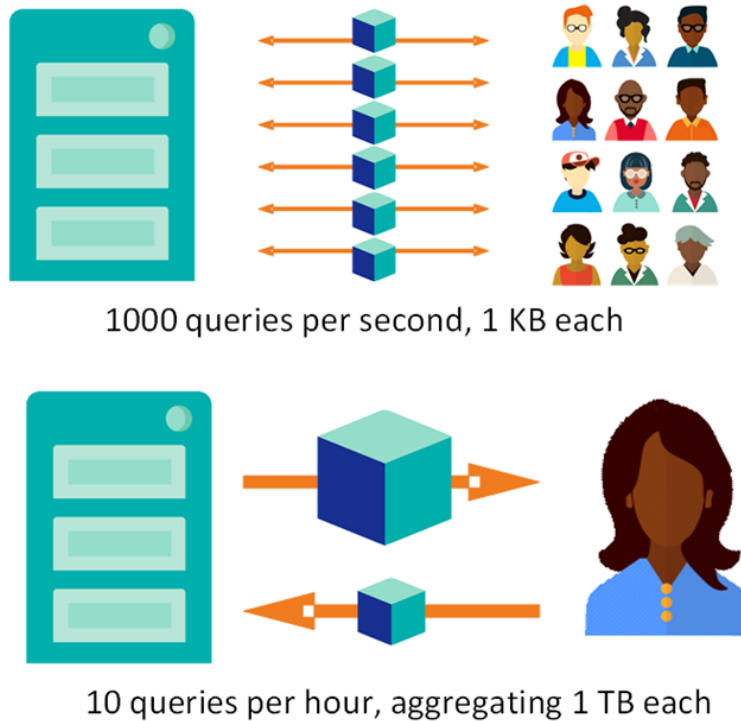 1000 queries per second, 1 KB each
10 queries per hour, aggregating 1 TB each